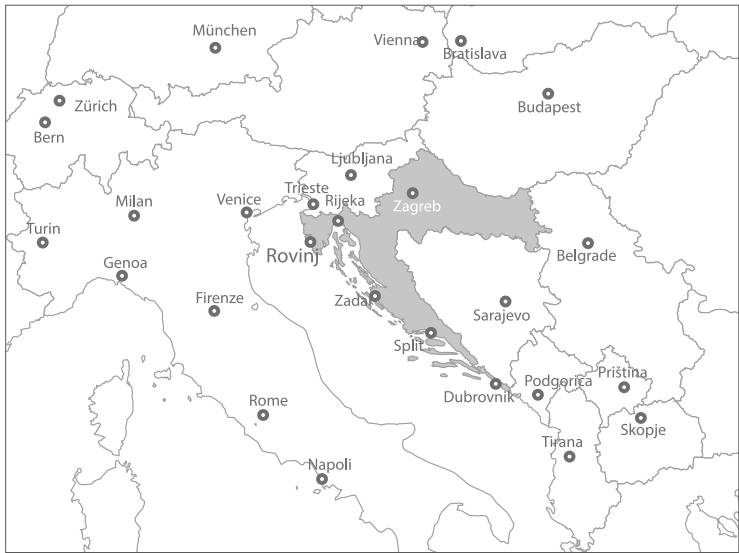 München
Vienna
Bratislava
Zürich
Budapest
Bern
Ljubljana
Trieste
Milan
Venice
Rijeka
Zagreb
Turin
Rovinj
Belgrade
Genoa
Firenze
Zadar
Sarajevo
Split
Priština
Podgorica
Dubrovnik
Rome
Skopje
Tirana
Napoli